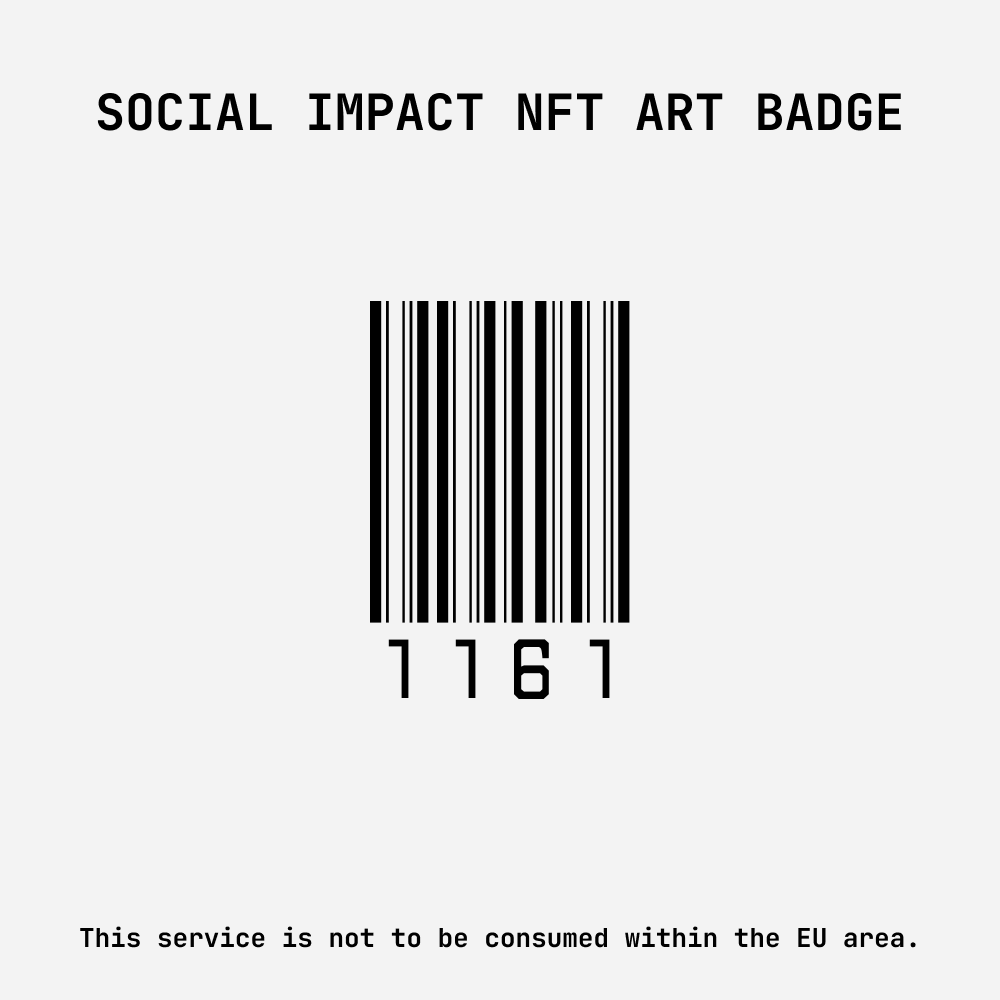 SOCIAL IMPACT NFT ART BADGE
1161
This service is not to be consumed within the EU area.